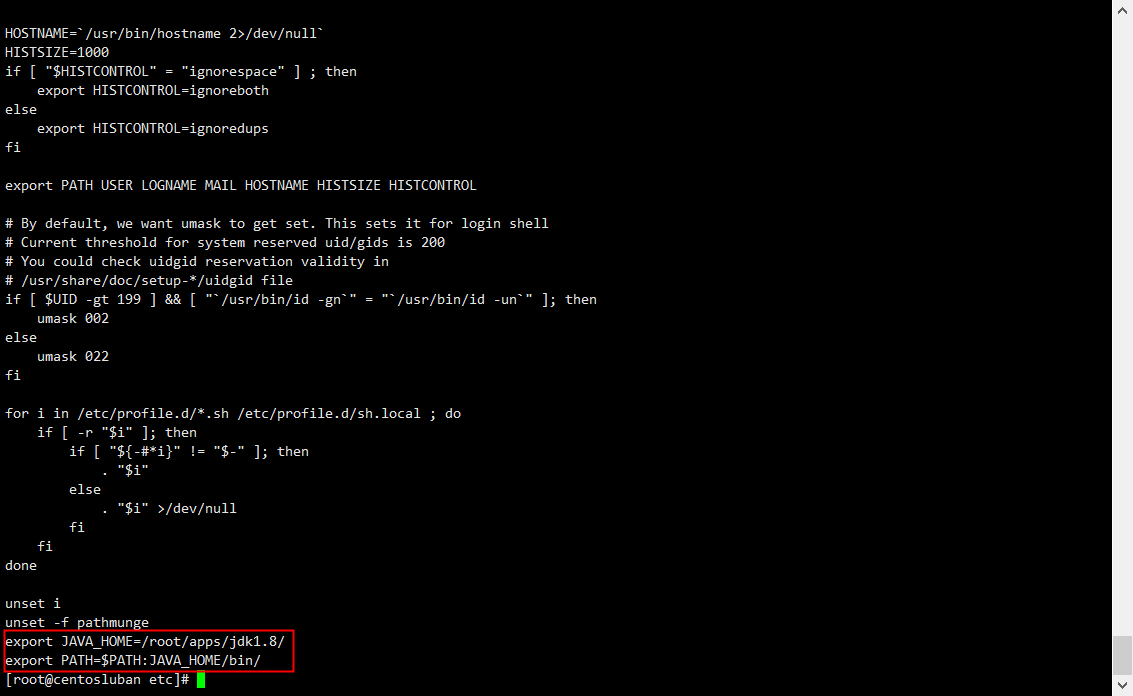 HOSTNAME=`/usr/bin/hostname 2>/dev/null`
HISTSIZE=1000
if [ "$HISTCONTROL" = "ignorespace" ] ; then
    export HISTCONTROL=ignoreboth
else
    export HISTCONTROL=ignoredups
fi

export PATH USER LOGNAME MAIL HOSTNAME HISTSIZE HISTCONTROL

# By default, we want umask to get set. This sets it for login shell
# Current threshold for system reserved uid/gids is 200
# You could check uidgid reservation validity in
# /usr/share/doc/setup-*/uidgid file
if [ $UID -gt 199 ] && [ "`/usr/bin/id -gn`" = "`/usr/bin/id -un`" ]; then
    umask 002
else
    umask 022
fi

for i in /etc/profile.d/*.sh /etc/profile.d/sh.local ; do
    if [ -r "$i" ]; then
        if [ "${-#*i}" != "$-" ]; then
            . "$i"
        else
            . "$i" >/dev/null
        fi
    fi
done

unset i
unset -f pathmunge
export JAVA_HOME=/root/apps/jdk1.8/
export PATH=$PATH:JAVA_HOME/bin/
[root@centosluban etc]#